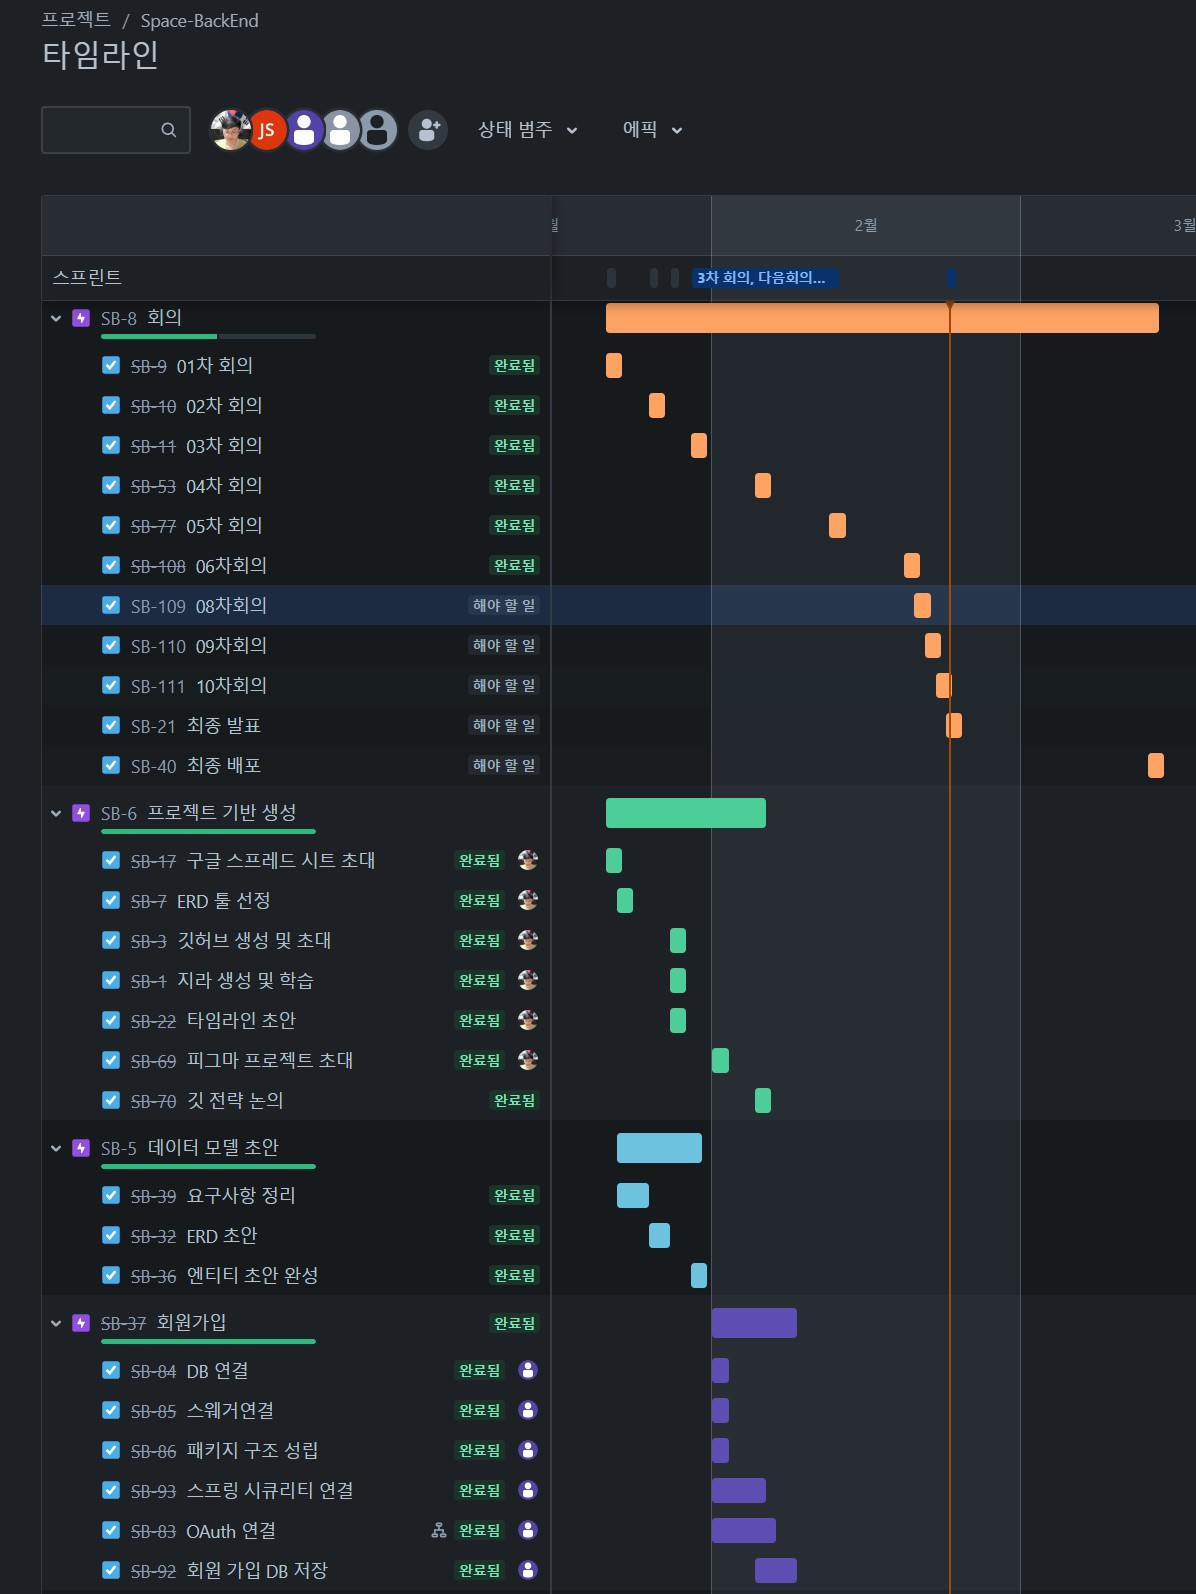 프로젝트 / Space-BackEnd
타임라인
JS
상태 범주
에픽
월
2월
3월
스프린트
3차 회의, 다음회의...
SB-8 회의
SB-9 01차 회의 완료됨
SB-10 02차 회의 완료됨
SB-11 03차 회의 완료됨
SB-53 04차 회의 완료됨
SB-77 05차 회의 완료됨
SB-108 06차회의 완료됨
SB-109 08차회의 해야 할 일
SB-110 09차회의 해야 할 일
SB-111 10차회의 해야 할 일
SB-21 최종 발표 해야 할 일
SB-40 최종 배포 해야 할 일
SB-6 프로젝트 기반 생성
SB-17 구글 스프레드 시트 초대 완료됨
SB-7 ERD 툴 선정 완료됨
SB-3 깃허브 생성 및 초대 완료됨
SB-1 지라 생성 및 학습 완료됨
SB-22 타임라인 초안 완료됨
SB-69 피그마 프로젝트 초대 완료됨
SB-70 깃 전략 논의 완료됨
SB-5 데이터 모델 초안
SB-39 요구사항 정리 완료됨
SB-32 ERD 초안 완료됨
SB-36 엔티티 초안 완성 완료됨
SB-37 회원가입 완료됨
SB-84 DB 연결 완료됨
SB-85 스웨거연결 완료됨
SB-86 패키지 구조 성립 완료됨
SB-93 스프링 시큐리티 연결 완료됨
SB-83 OAuth 연결 완료됨
SB-92 회원 가입 DB 저장 완료됨